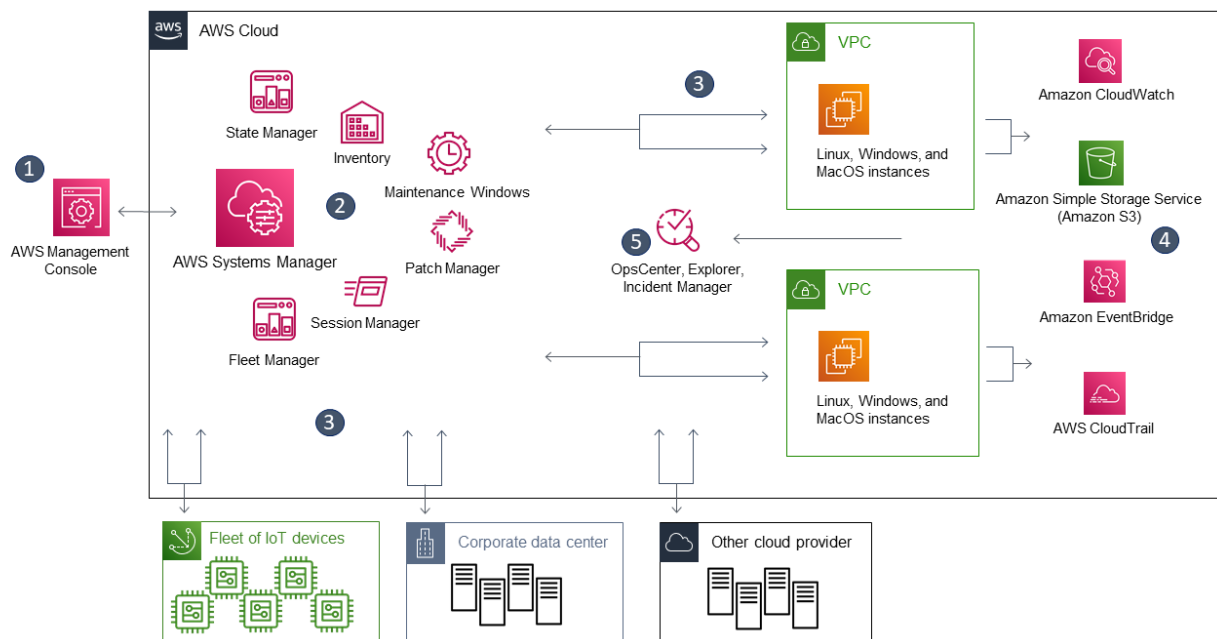 aws
AWS Cloud
VPC
3
Amazon CloudWatch
State Manager
Inventory
Linux, Windows, and
MacOS instances
1
Maintenance Windows
2
Amazon Simple Storage Service
(Amazon S3)
AWS Management
Console
AWS Systems Manager
Patch Manager
5
4
OpsCenter, Explorer,
Incident Manager
VPC
Session Manager
Amazon EventBridge
Fleet Manager
Linux, Windows, and
MacOS instances
3
AWS CloudTrail
Fleet of IoT devices
Corporate data center
Other cloud provider